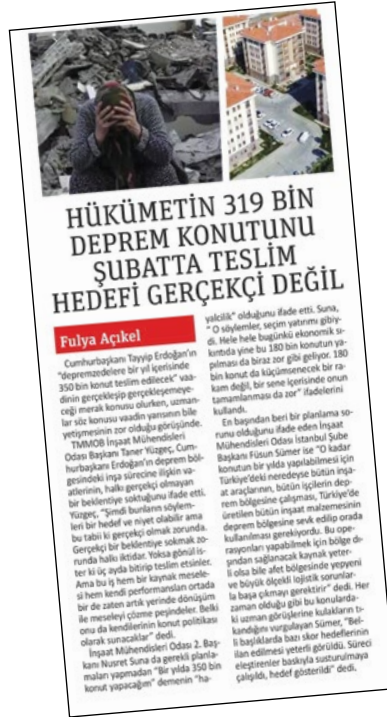 HÜKÜMETİN 319 BİN
DEPREM KONUTUNU
ŞUBATTA TESLİM
HEDEFİ GERÇEKÇİ DEĞİL
Fulya Açıkel
Cumhurbaşkanı Tayyip Erdoğan'ın
"depremzedelere bir yıl içerisinde
350 bin konut teslim edilecek" vaa-
dinin gerçekleşip gerçekleşemeye-
ceği merak konusu olurken, uzman-
lar söz konusu vaadin yarısının bile
yetişmesinin zor olduğu görüşünde.
TMMOB İnşaat Mühendisleri
Odası Başkanı Taner Yüzgeç, Cum-
hurbaşkanı Erdoğan'ın deprem böl-
gesindeki inşa sürecine ilişkin va-
atlerinin, halkı gerçekçi olmayan
bir beklentiye soktuğunu ifade etti.
Yüzgeç, "Şimdi bunların söylem-
leri bir hedef ve niyet olabilir ama
bu tabii ki gerçekçi olmak zorunda.
Gerçekçi bir beklentiye sokmak zo-
runda halkı iktidar. Yoksa gönül is-
ter ki üç ayda bitirip teslim etsinler.
Ama bu iş hem bir kaynak mesele-
si hem kendi performansları ortada
bir de zaten artık yerinde dönüşüm
ile meseleyi çözme peşindeler. Belki
onu da kendilerinin konut politikası
olarak sunacaklar" dedi.
İnşaat Mühendisleri Odası 2. Baş-
kanı Nusret Suna da gerekli planla-
maları yapmadan "Bir yılda 350 bin
konut yapacağım" demenin "ha-
yalcilik" olduğunu ifade etti. Suna,
" O söylemler, seçim yatırımı gibiy-
di. Hele hele bugünkü ekonomik sı-
kıntıda yine bu 180 bin konutun ya-
pılması da biraz zor gibi geliyor. 180
bin konut da küçümsenecek bir ra-
kam değil, bir sene içerisinde onun
tamamlanması da zor" ifadelerini
kullandı.
En başından beri bir planlama so-
runu olduğunu ifade eden İnşaat
Mühendisleri Odası İstanbul Şube
Başkanı Füsun Sümer ise "O kadar
konutun bir yılda yapılabilmesi için
Türkiye'deki neredeyse bütün inşa-
at araçlarının, bütün işçilerin dep-
rem bölgesine çalışması, Türkiye'de
üretilen bütün inşaat malzemesinin
deprem bölgesine sevk edilip orada
kullanılması gerekiyordu. Bu ope-
rasyonları yapabilmek için bölge dı-
şından sağlanacak kaynak yeter-
li olsa bile afet bölgesinde yepyeni
ve büyük ölçekli lojistik sorunlar-
la başa çıkmayı gerektirir" dedi. Her
zaman olduğu gibi bu konularda-
ki uzman görüşlerine kulakların tı-
kandığını vurgulayan Sümer, "Bel-
li başlıklarda bazı skor hedeflerinin
ilan edilmesi yeterli görüldü. Süreci
eleştirenler baskıyla susturulmaya
çalışıldı, hedef gösterildi" dedi.